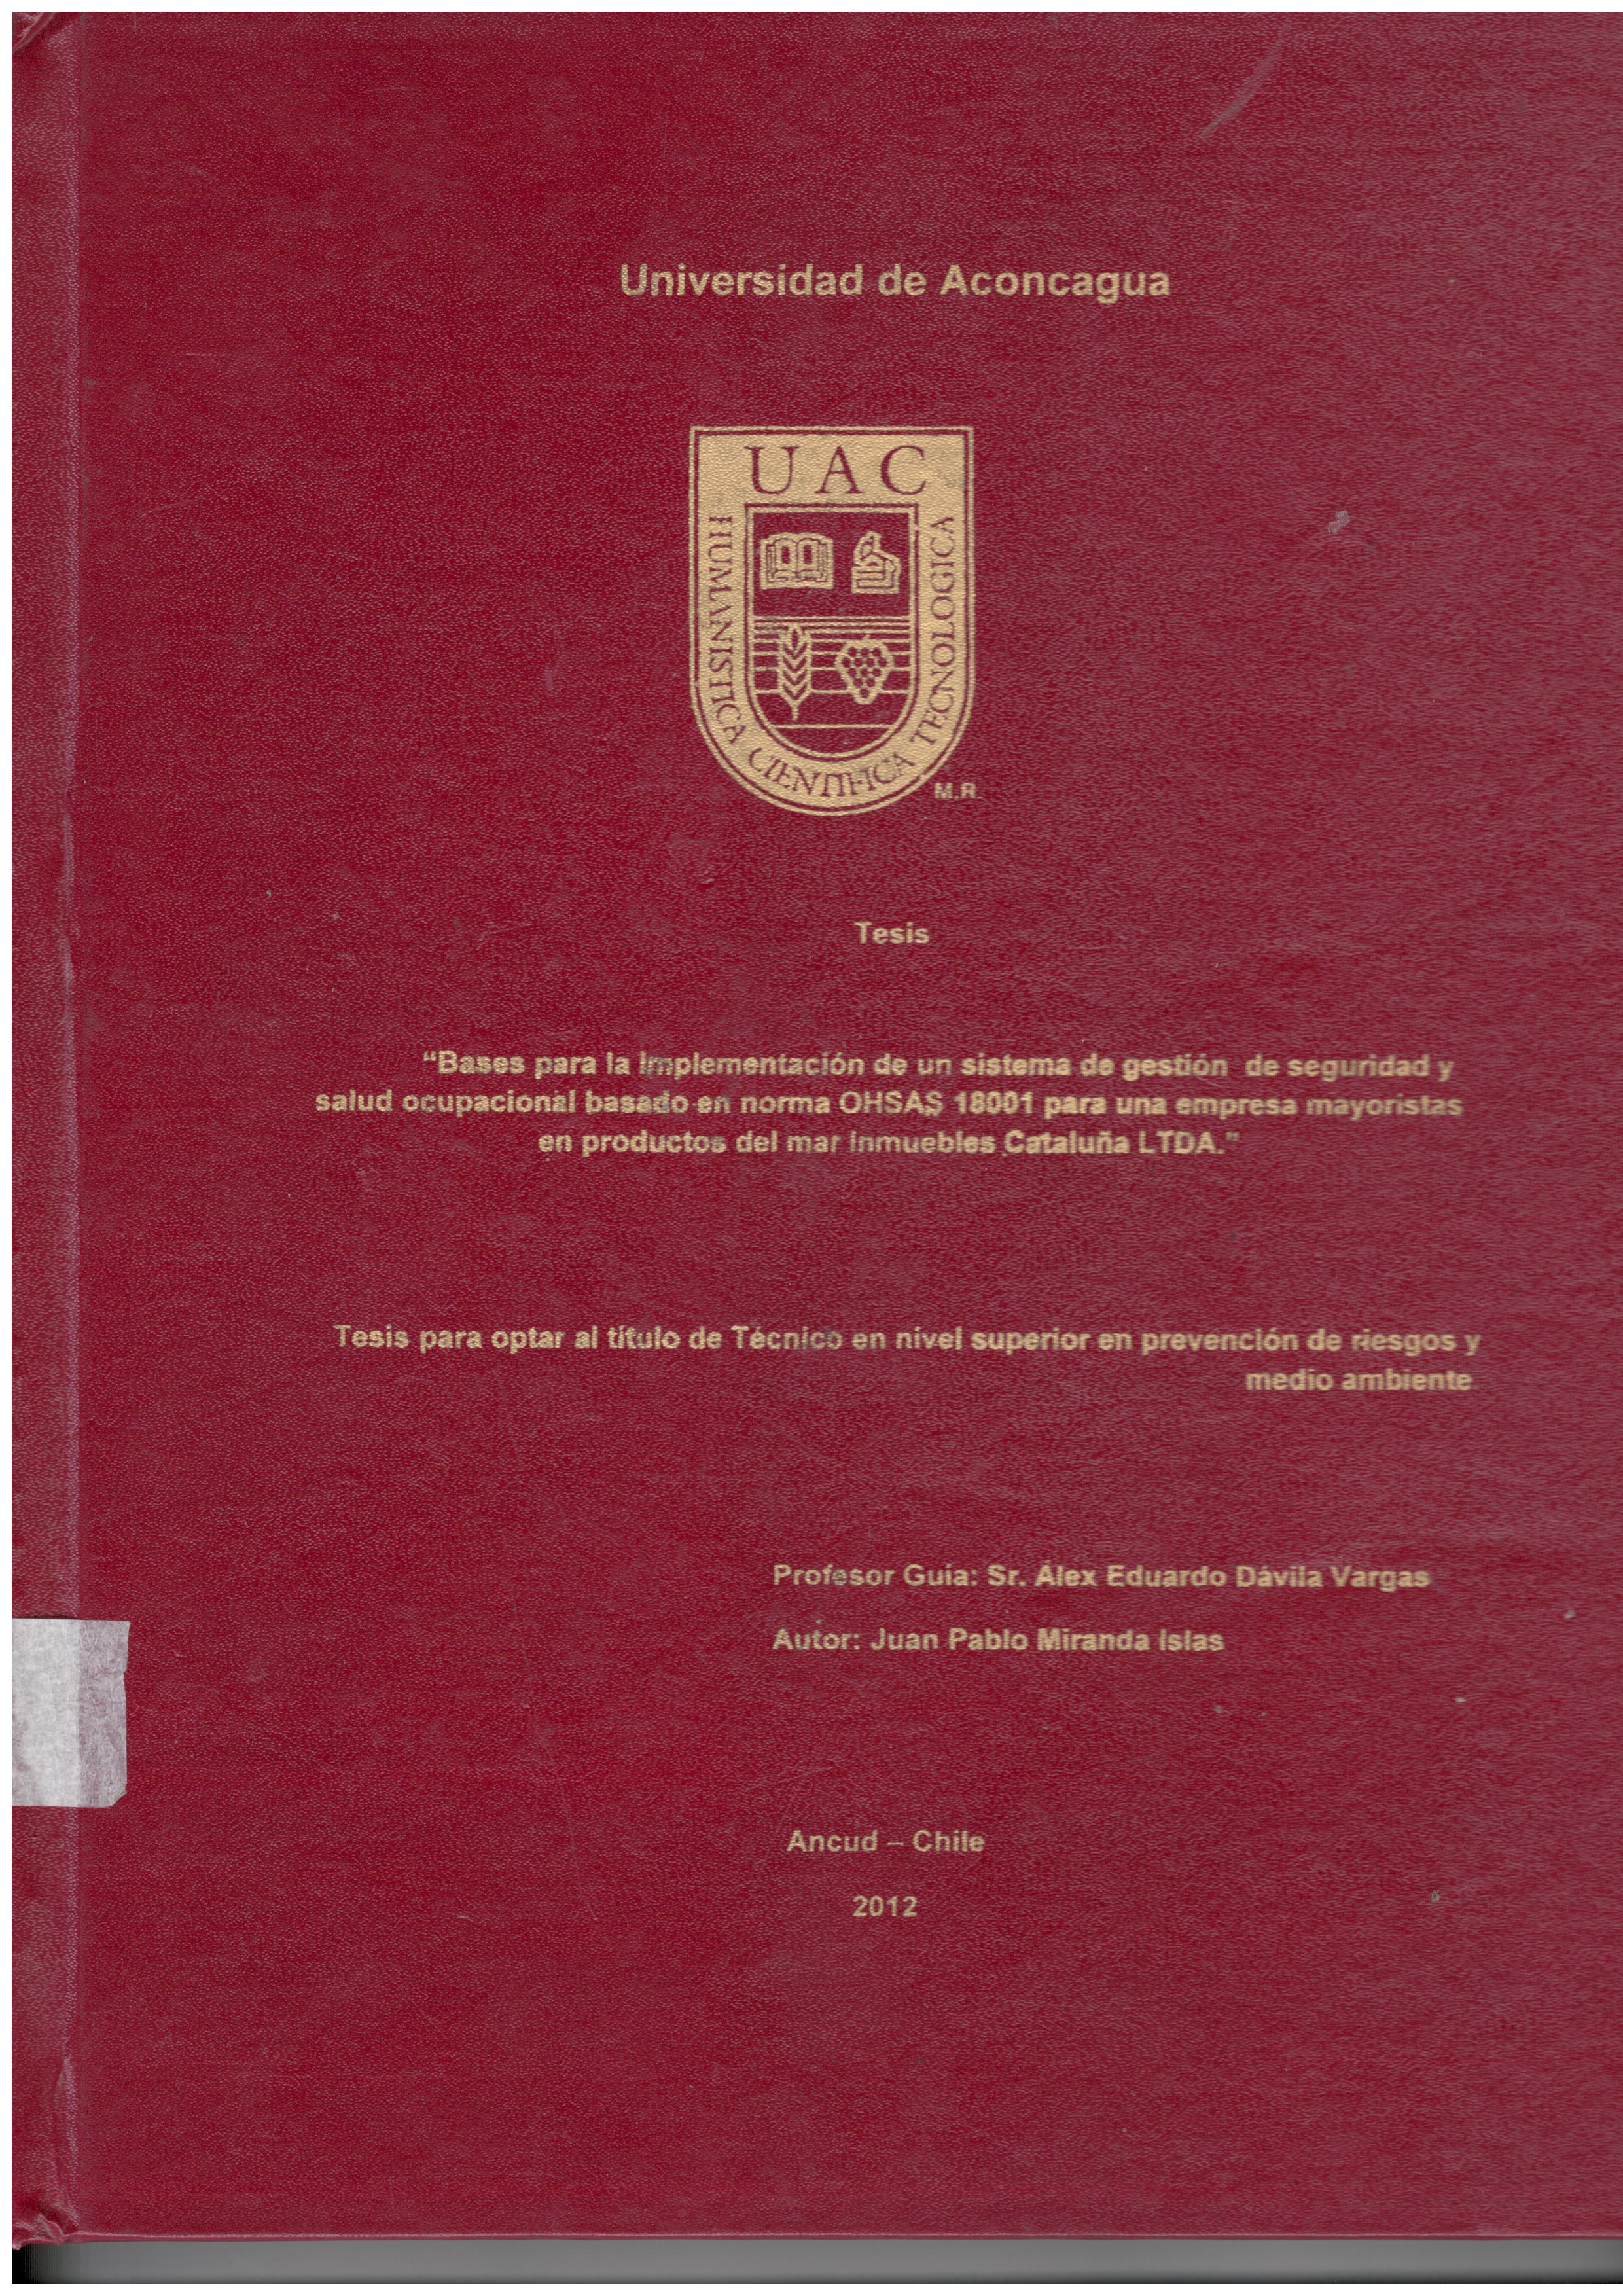 Universidad de Aconcagua
UAC
HUMANISTICA CIENTIFICA TECNOLOGICA
M.R.
Tesis
“Bases para la Implementación de un sistema de gestión de seguridad y
salud ocupacional basado en norma OHSAS 18001 para una empresa mayoristas
en productos del mar Inmuebles Cataluña LTDA.”
Tesis para optar al título de Técnico en nivel superior en prevención de riesgos y
medio ambiente.
Profesor Guía: Sr. Álex Eduardo Dávila Vargas
Autor: Juan Pablo Miranda Islas
Ancud – Chile
2012